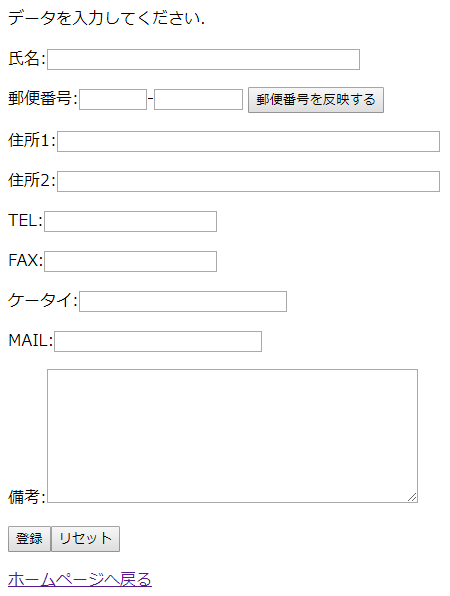 データを入力してください.
氏名:
郵便番号: - 郵便番号を反映する
住所1:
住所2:
TEL:
FAX:
ケータイ:
MAIL:
備考:
登録 リセット
ホームページへ戻る